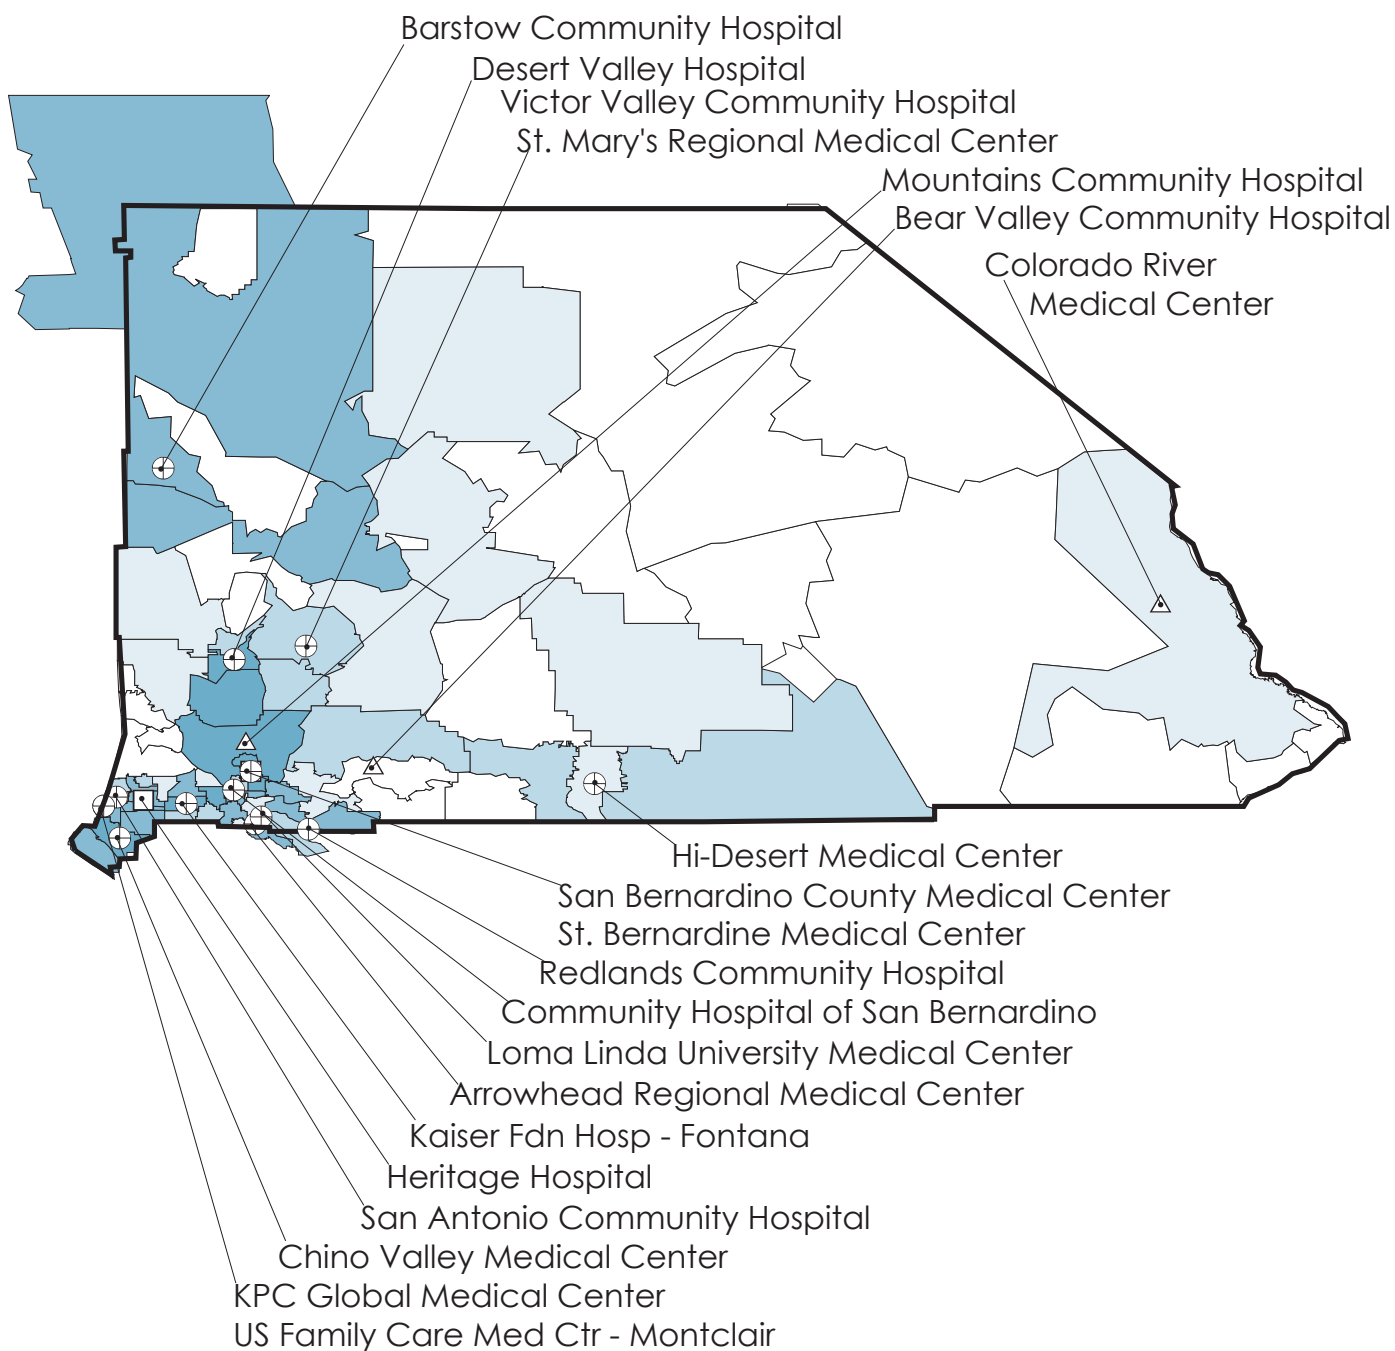 Barstow Community Hospital
Desert Valley Hospital
Victor Valley Community Hospital
St. Mary's Regional Medical Center
Mountains Community Hospital
Bear Valley Community Hospital
Colorado River
Medical Center
Hi-Desert Medical Center
San Bernardino County Medical Center
St. Bernardine Medical Center
Redlands Community Hospital
Community Hospital of San Bernardino
Loma Linda University Medical Center
Arrowhead Regional Medical Center
Kaiser Fdn Hosp - Fontana
Heritage Hospital
San Antonio Community Hospital
Chino Valley Medical Center
KPC Global Medical Center
US Family Care Med Ctr - Montclair